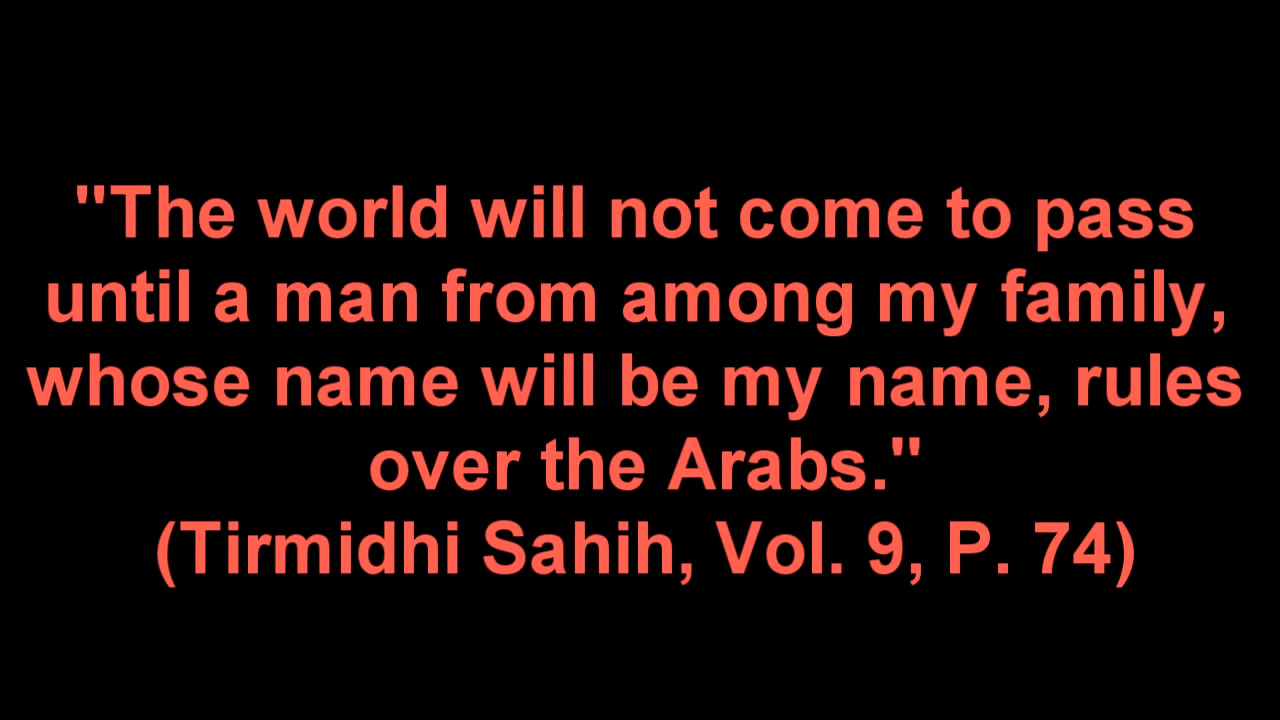 "The world will not come to pass
until a man from among my family,
whose name will be my name, rules
over the Arabs."
(Tirmidhi Sahih, Vol. 9, P. 74)